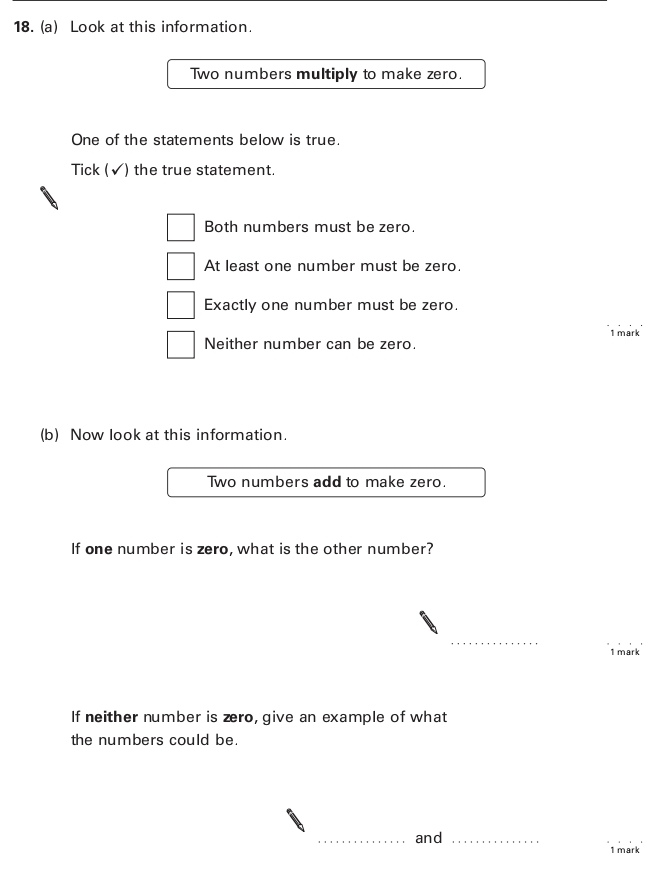 18. (a) Look at this information.
Two numbers multiply to make zero.
One of the statements below is true.
Tick (✓) the true statement.
Both numbers must be zero.
At least one number must be zero.
Exactly one number must be zero.
1 mark
Neither number can be zero.
(b) Now look at this information.
Two numbers add to make zero.
If one number is zero, what is the other number?
...............
1 mark
If neither number is zero, give an example of what
the numbers could be.
............... and ...............
1 mark